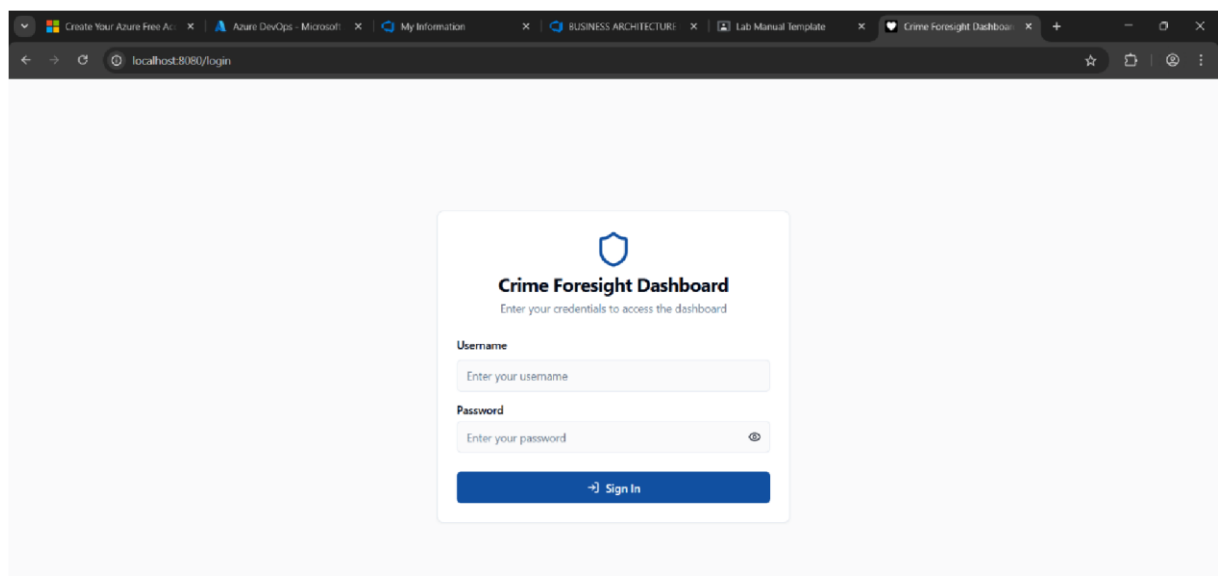 Create Your Azure Free Acc
Azure DevOps - Microsoft
My Information
BUSINESS ARCHITECTURE
Lab Manual Template
Crime Foresight Dashboar
localhost:8080/login
Crime Foresight Dashboard
Enter your credentials to access the dashboard
Username
Enter your username
Password
Enter your password
Sign In